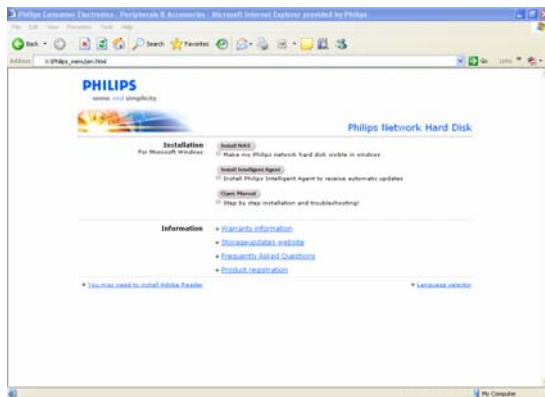 Philips Consumer Electronics - Peripherals & Accessories - Microsoft Internet Explorer provided by Philips
File Edit View Favorites Tools Help
Back Search Favorites
Address Go Links
PHILIPS
sense and simplicity
Philips Network Hard Disk
Installation
For Microsoft Windows
Install NAS
Make my Philips network hard disk visible in windows
Install Intelligent Agent
Install Philips Intelligent Agent to receive automatic updates
Open Manual
Step by step installation and troubleshooting!
Information
Warranty information
Storageupdates website
Frequently Asked Questions
Product registration
You may need to install Adobe Reader
Language selector
My Computer